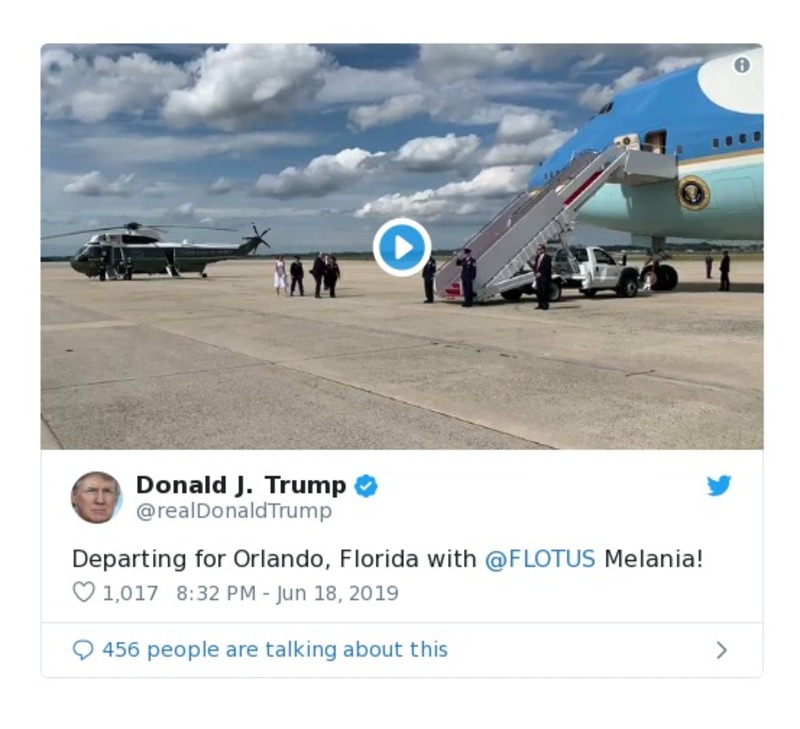 Donald J. Trump
@realDonaldTrump
Departing for Orlando, Florida with @FLOTUS Melania!
1,017 8:32 PM - Jun 18, 2019
456 people are talking about this